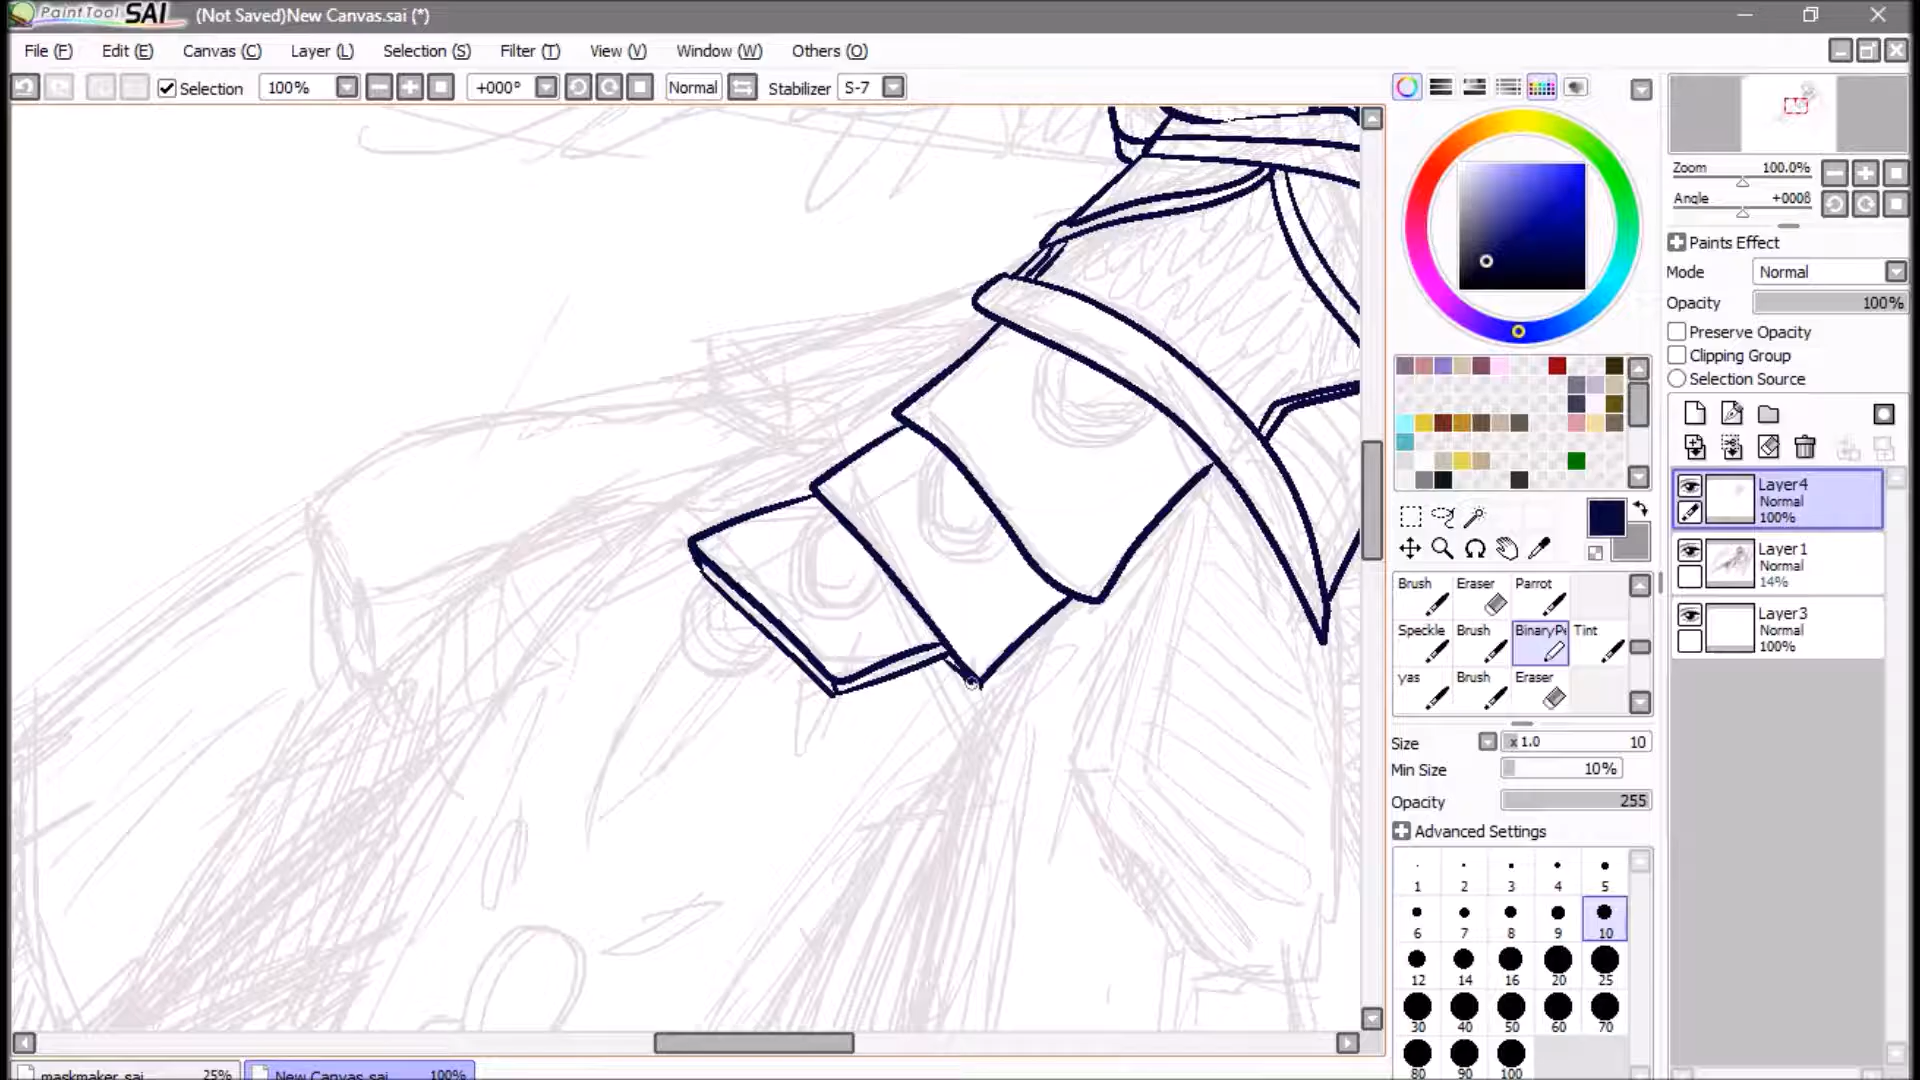 PaintTool SAI (Not Saved)New Canvas.sai (*)
File (F) Edit (E) Canvas (C) Layer (L) Selection (S) Filter (T) View (V) Window (W) Others (O)
Selection 100% +000° Normal Stabilizer S-7
Zoom 100.0%
Angle +000
Paints Effect
Mode Normal
Opacity 100%
Preserve Opacity
Clipping Group
Selection Source
Layer4
Normal
100%
Layer1
Normal
14%
Layer3
Normal
100%
Brush Eraser Parrot
Speckle Brush BinaryPe Tint
yas Brush Eraser
Size x 1.0 10
Min Size 10%
Opacity 255
Advanced Settings
1 2 3 4 5
6 7 8 9 10
12 14 16 20 25
30 40 50 60 70
80 90 100
maskmaker.sai 25% New Canvas.sai 100%